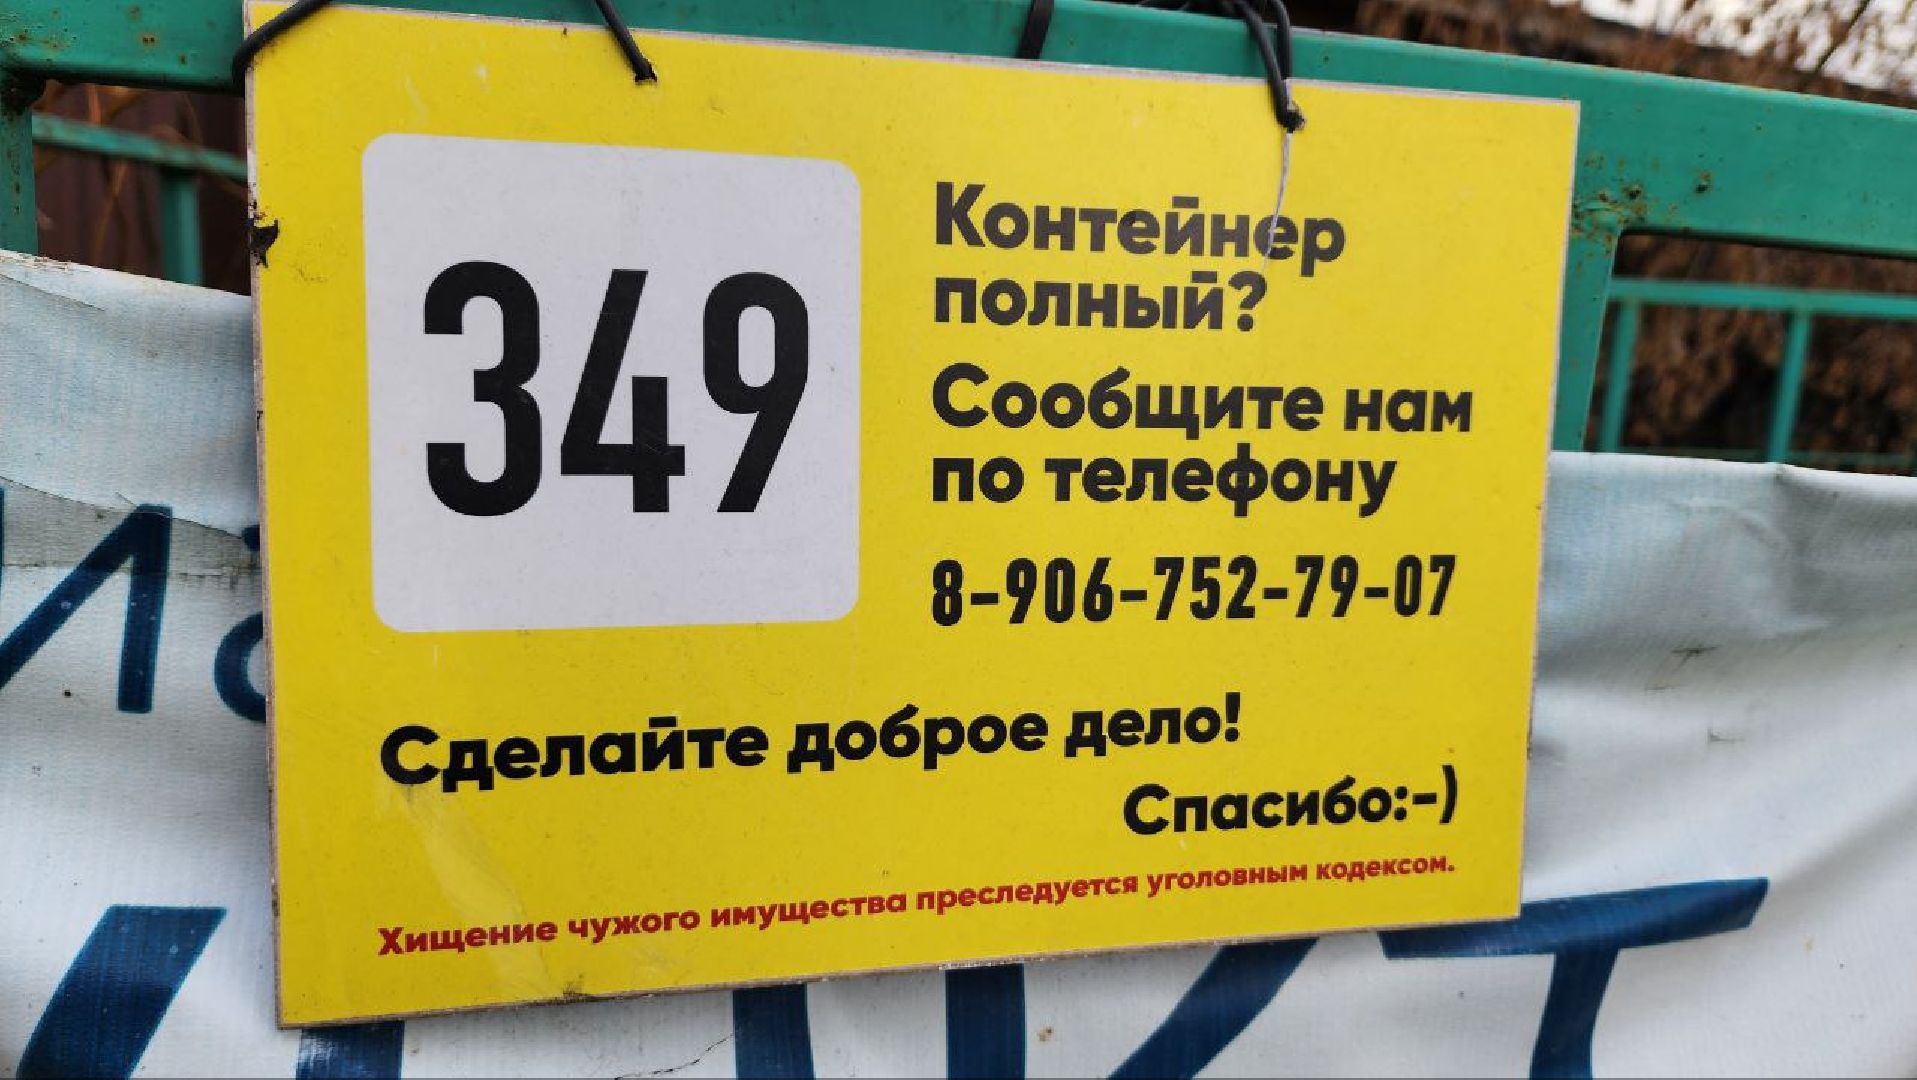 349
Контейнер
полный?
Сообщите нам
по телефону
8-906-752-79-07
Сделайте доброе дело!
Спасибо:-)
Хищение чужого имущества преследуется уголовным кодексом.